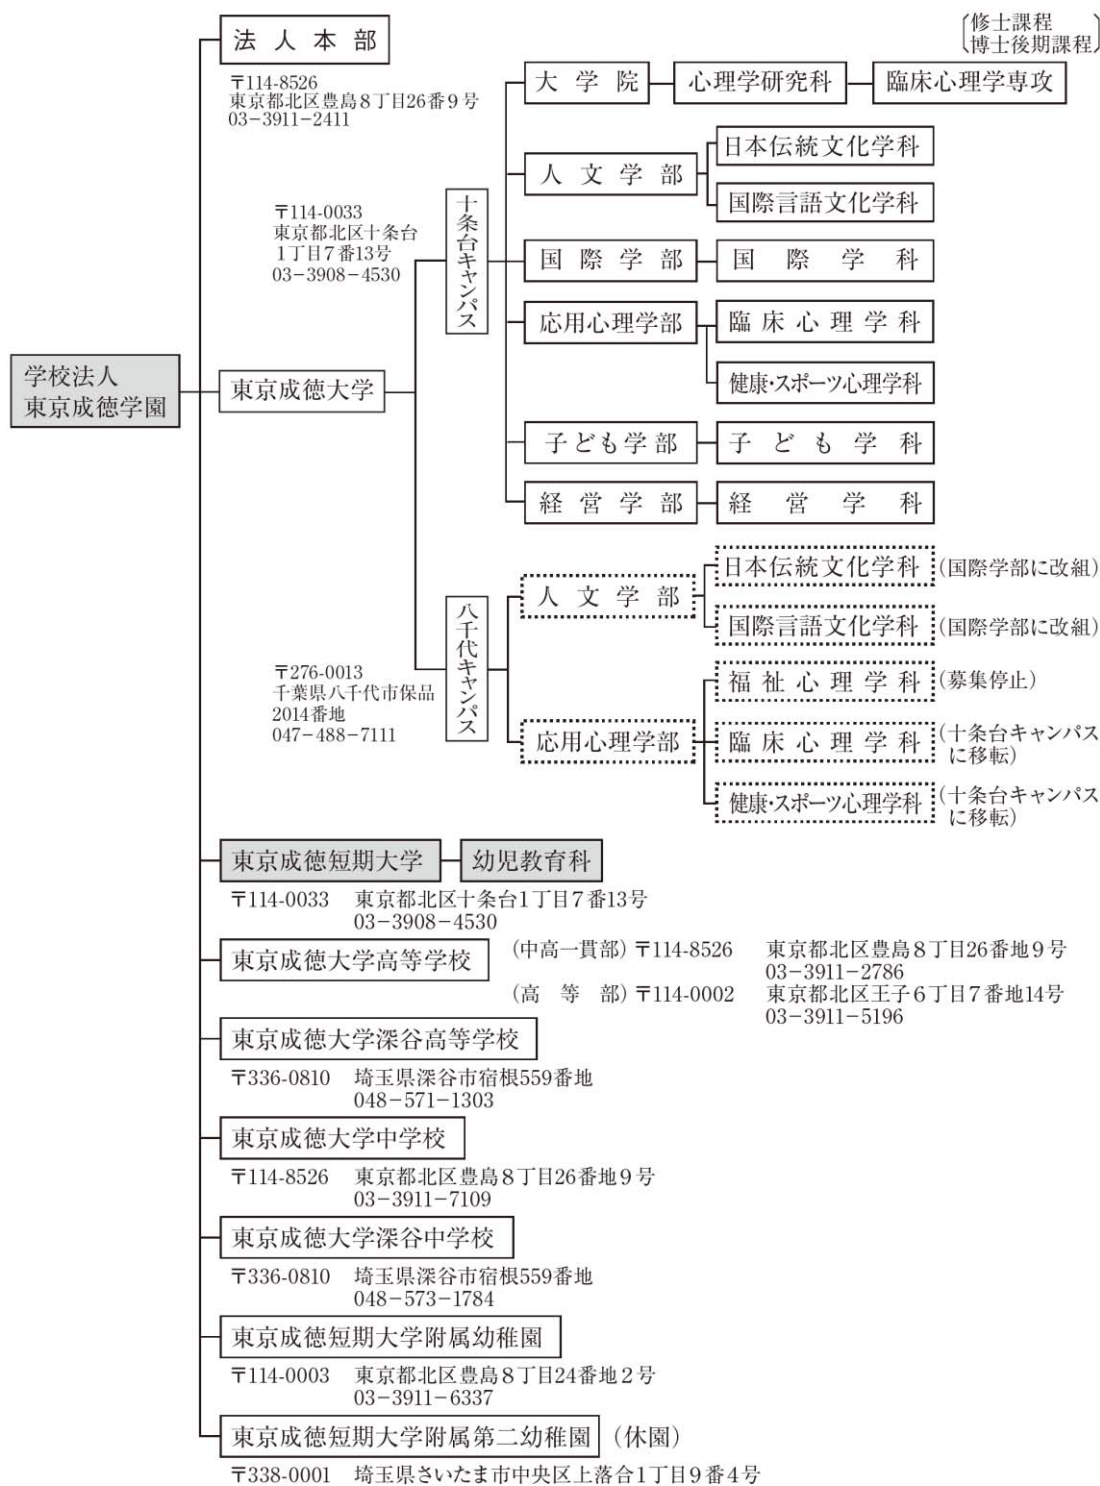 法人本部
〒114-8526
東京都北区豊島8丁目26番9号
03-3911-2411
学校法人
東京成徳学園
東京成徳大学
〒114-0033
東京都北区十条台
1丁目7番13号
03-3908-4530
十条台キャンパス
〔修士課程
博士後期課程〕
大学院
心理学研究科
臨床心理学専攻
人文学部
日本伝統文化学科
国際言語文化学科
国際学部
国際学科
応用心理学部
臨床心理学科
健康・スポーツ心理学科
子ども学部
子ども学科
経営学部
経営学科
〒276-0013
千葉県八千代市保品
2014番地
047-488-7111
八千代キャンパス
人文学部
日本伝統文化学科 (国際学部に改組)
国際言語文化学科 (国際学部に改組)
応用心理学部
福祉心理学科 (募集停止)
臨床心理学科 (十条台キャンパス
に移転)
健康・スポーツ心理学科 (十条台キャンパス
に移転)
東京成徳短期大学
幼児教育科
〒114-0033 東京都北区十条台1丁目7番13号
03-3908-4530
東京成徳大学高等学校
(中高一貫部) 〒114-8526 東京都北区豊島8丁目26番地9号
03-3911-2786
(高等部) 〒114-0002 東京都北区王子6丁目7番地14号
03-3911-5196
東京成徳大学深谷高等学校
〒336-0810 埼玉県深谷市宿根559番地
048-571-1303
東京成徳大学中学校
〒114-8526 東京都北区豊島8丁目26番地9号
03-3911-7109
東京成徳大学深谷中学校
〒336-0810 埼玉県深谷市宿根559番地
048-573-1784
東京成徳短期大学附属幼稚園
〒114-0003 東京都北区豊島8丁目24番地2号
03-3911-6337
東京成徳短期大学附属第二幼稚園 (休園)
〒338-0001 埼玉県さいたま市中央区上落合1丁目9番4号